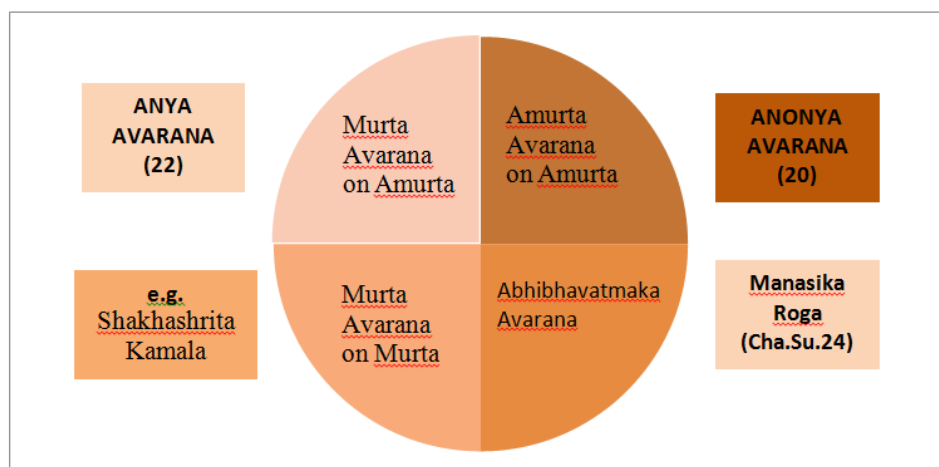 ANYA
AVARANA
(22)
Murta
Avarana
on Amurta
Amurta
Avarana
on Amurta
ANONYA
AVARANA
(20)
e.g.
Shakhashrita
Kamala
Murta
Avarana
on Murta
Abhibhavatmaka
Avarana
Manasika
Roga
(Cha.Su.24)